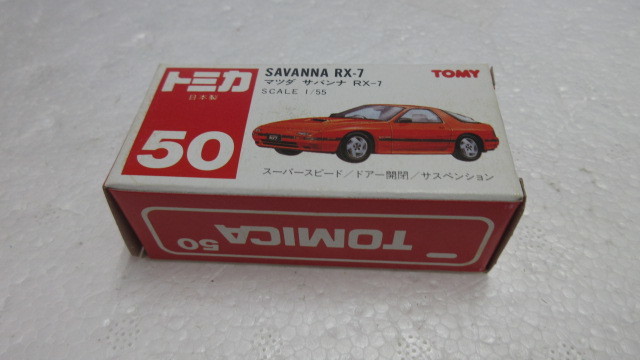 トミカ
日本製
50
SAVANNA RX-7
マツダ サバンナ RX-7
SCALE 1/55
TOMY
スーパースピード/ドアー開閉/サスペンション
TOMICA
50